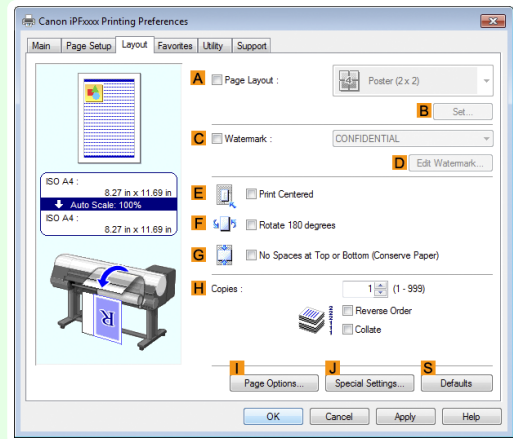 Canon iPFxxxx Printing Preferences
Main Page Setup Layout Favorites Utility Support
A Page Layout : Poster (2 x 2)
B Set...
C Watermark : CONFIDENTIAL
D Edit Watermark...
ISO A4 :
8.27 in x 11.69 in
Auto Scale: 100%
ISO A4 :
8.27 in x 11.69 in
E Print Centered
F Rotate 180 degrees
G No Spaces at Top or Bottom (Conserve Paper)
H Copies : 1 (1 - 999)
Reverse Order
Collate
R
I J S
Page Options... Special Settings... Defaults
OK Cancel Apply Help